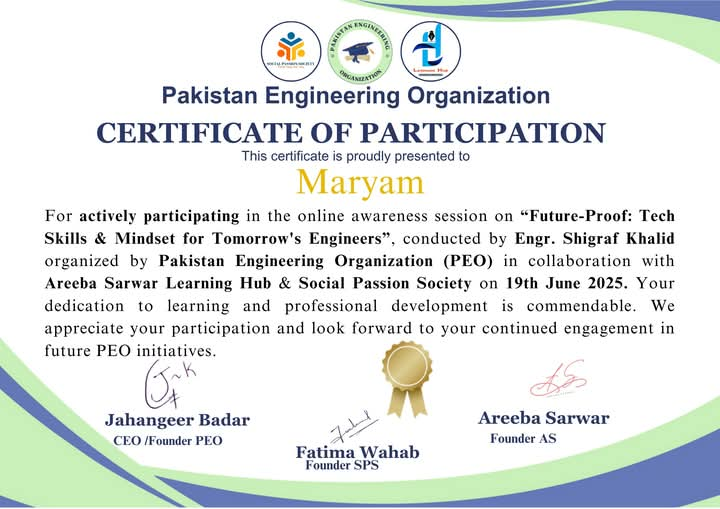 SOCIAL PASSION SOCIETY
PAKISTAN ENGINEERING
ORGANIZATION
Learning Hub
Pakistan Engineering Organization
CERTIFICATE OF PARTICIPATION
This certificate is proudly presented to
Maryam
For actively participating in the online awareness session on “Future-Proof: Tech
Skills & Mindset for Tomorrow's Engineers”, conducted by Engr. Shigraf Khalid
organized by Pakistan Engineering Organization (PEO) in collaboration with
Areeba Sarwar Learning Hub & Social Passion Society on 19th June 2025. Your
dedication to learning and professional development is commendable. We
appreciate your participation and look forward to your continued engagement in
future PEO initiatives.
Jahangeer Badar
CEO /Founder PEO
Fatima Wahab
Founder SPS
Areeba Sarwar
Founder AS